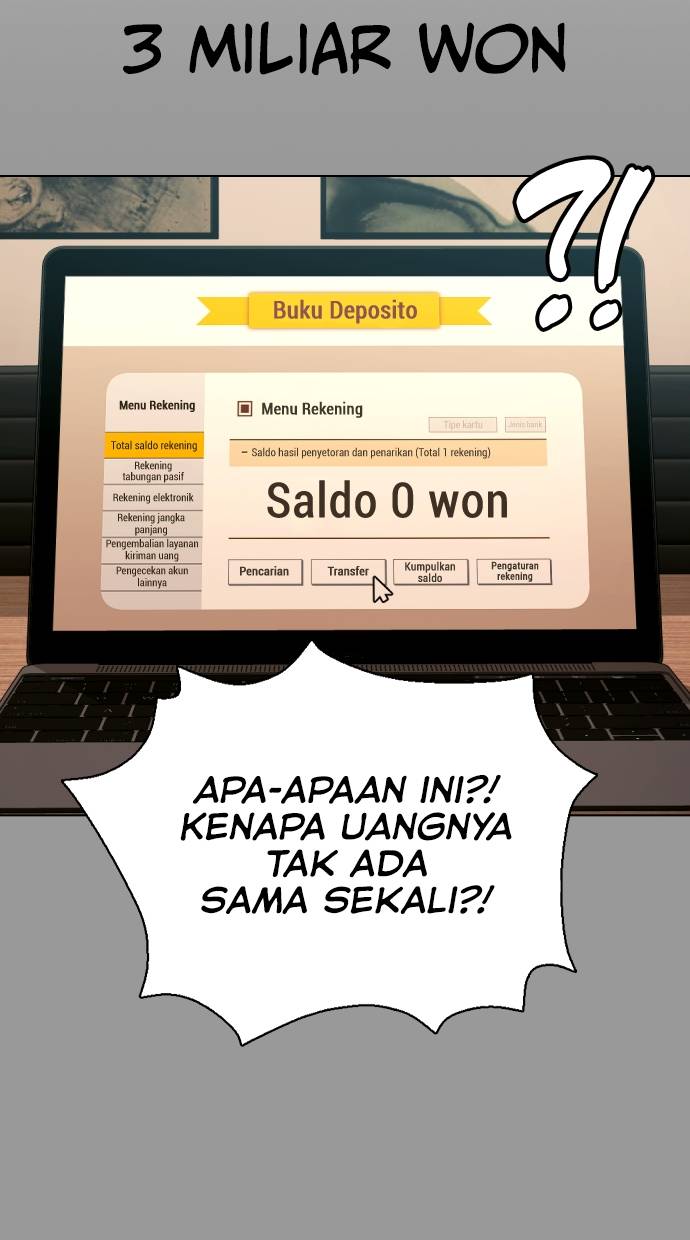 3 MILIAR WON
?!
Buku Deposito
Menu Rekening
Total saldo rekening
Rekening
tabungan pasif
Rekening elektronik
Rekening jangka
panjang
Pengembalian layanan
kiriman uang
Pengecekan akun
lainnya
Menu Rekening
Tipe kartu
Jenis bank
– Saldo hasil penyetoran dan penarikan (Total 1 rekening)
Saldo 0 won
Pencarian
Transfer
Kumpulkan
saldo
Pengaturan
rekening
APA-APAAN INI?!
KENAPA UANGNYA
TAK ADA
SAMA SEKALI?!